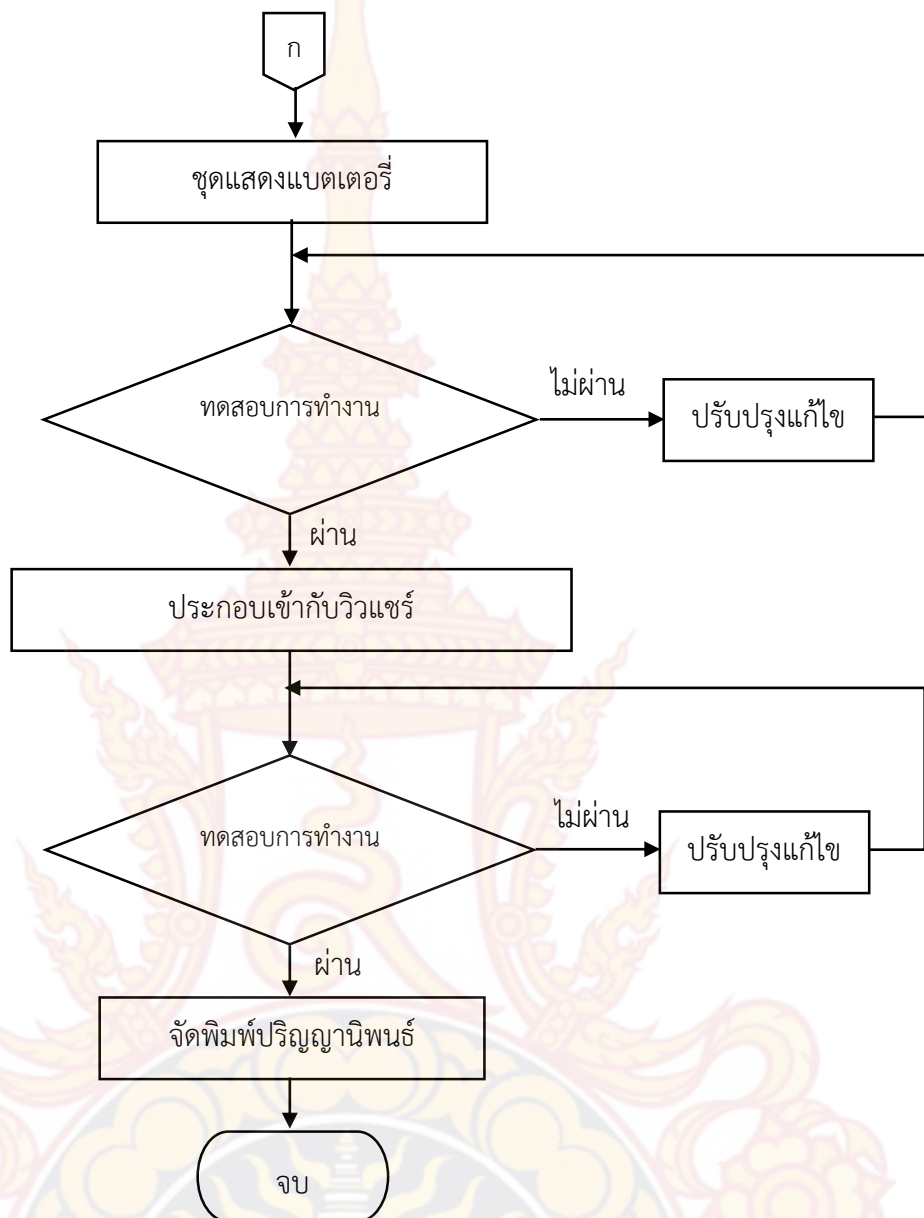 ก
ชุดแสดงแบตเตอรี่
ทดสอบการทำงาน
ไม่ผ่าน
ปรับปรุงแก้ไข
ผ่าน
ประกอบเข้ากับวิวแชร์
ทดสอบการทำงาน
ไม่ผ่าน
ปรับปรุงแก้ไข
ผ่าน
จัดพิมพ์ปริญญานิพนธ์
จบ